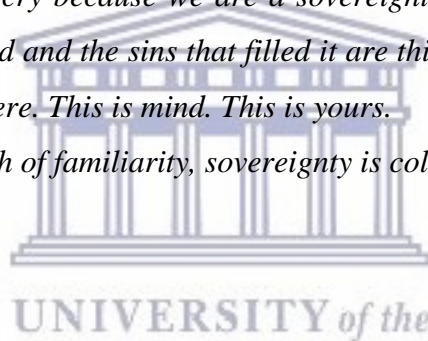 ery because we are a sovereignt
d and the sins that filled it are thi
ere. This is mind. This is yours.
h of familiarity, sovereignty is col
UNIVERSITY of the